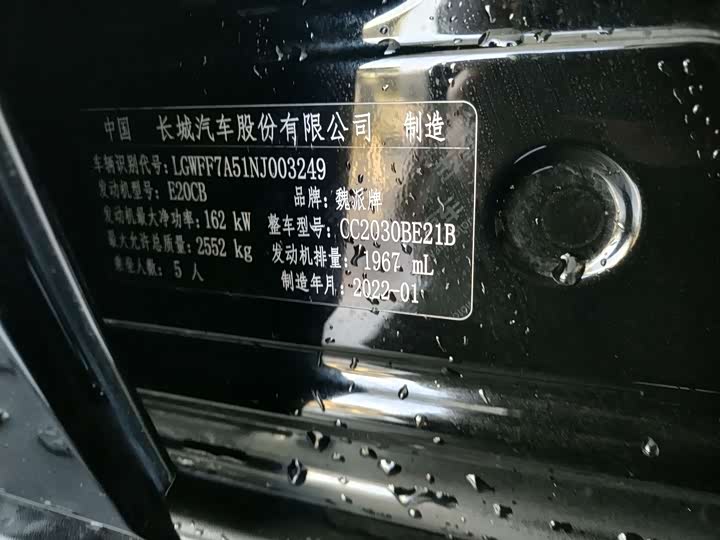 中国 长城汽车股份有限公司 制造
车辆识别代号:LGWFF7A51NJ003249
发动机型号:E20CB 品牌:魏派牌
发动机最大净功率:162 kW 整车型号:CC2030BE21B
最大允许总质量:2552 kg 发动机排量:1967 mL
乘坐人数:5 人 制造年月:2022-01